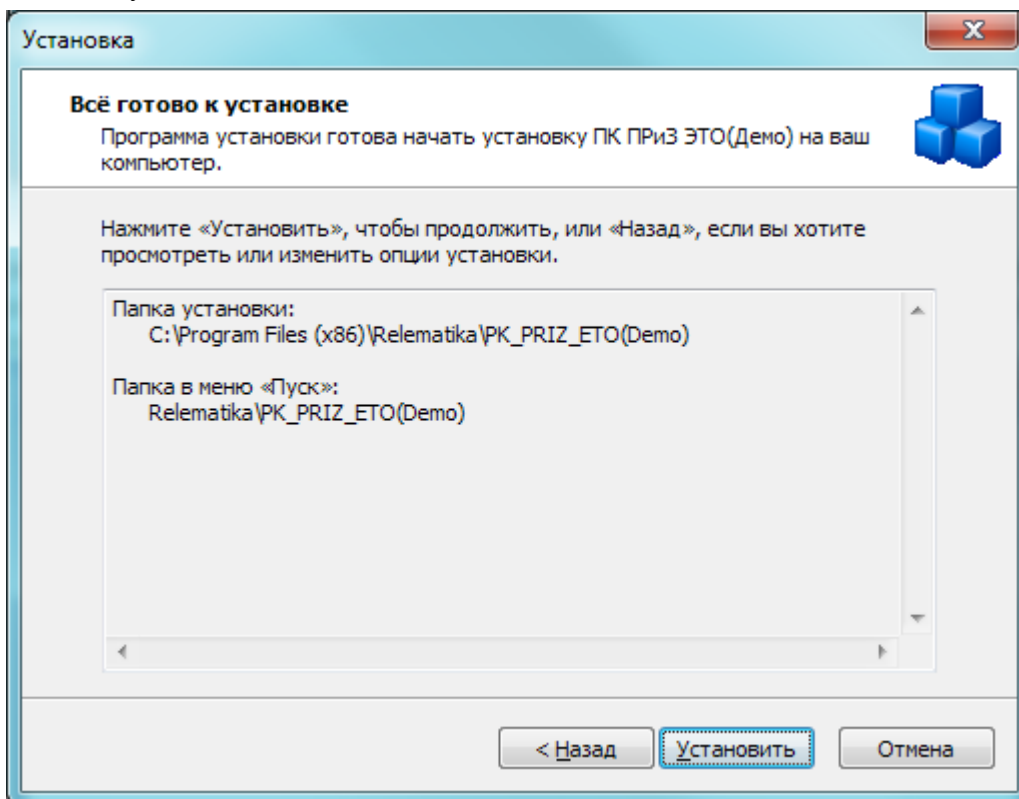 Установка
Всё готово к установке
Программа установки готова начать установку ПК ПРиЗ ЭТО(Демо) на ваш
компьютер.
Нажмите «Установить», чтобы продолжить, или «Назад», если вы хотите
просмотреть или изменить опции установки.
Папка установки:
C:\Program Files (x86)\Relematika\PK_PRIZ_ETO(Demo)
Папка в меню «Пуск»:
Relematika\PK_PRIZ_ETO(Demo)
< Назад
Установить
Отмена